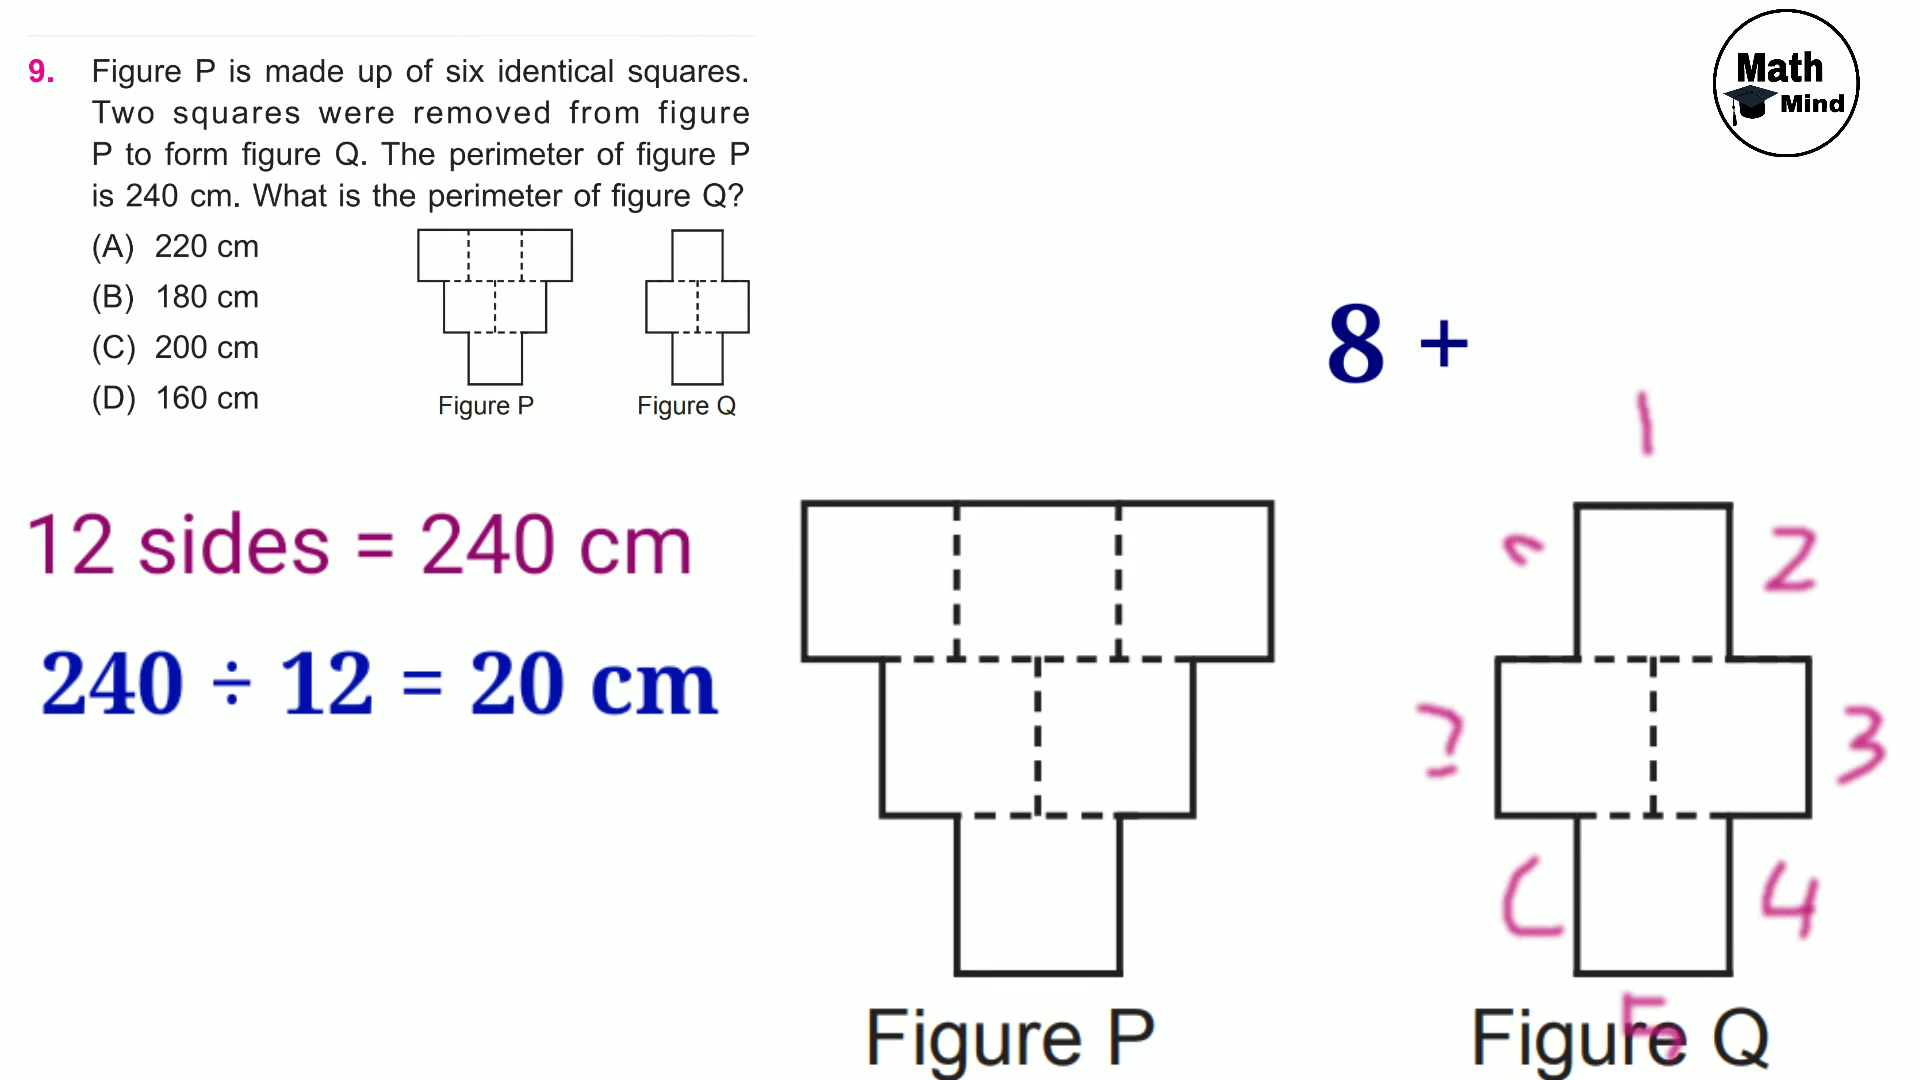 9. Figure P is made up of six identical squares.
Two squares were removed from figure
P to form figure Q. The perimeter of figure P
is 240 cm. What is the perimeter of figure Q?
(A) 220 cm
(B) 180 cm
(C) 200 cm
(D) 160 cm
Figure P
Figure Q
Math
Mind
8 +
12 sides = 240 cm
240 ÷ 12 = 20 cm
1
2
3
4
5
Figure P
Figure Q